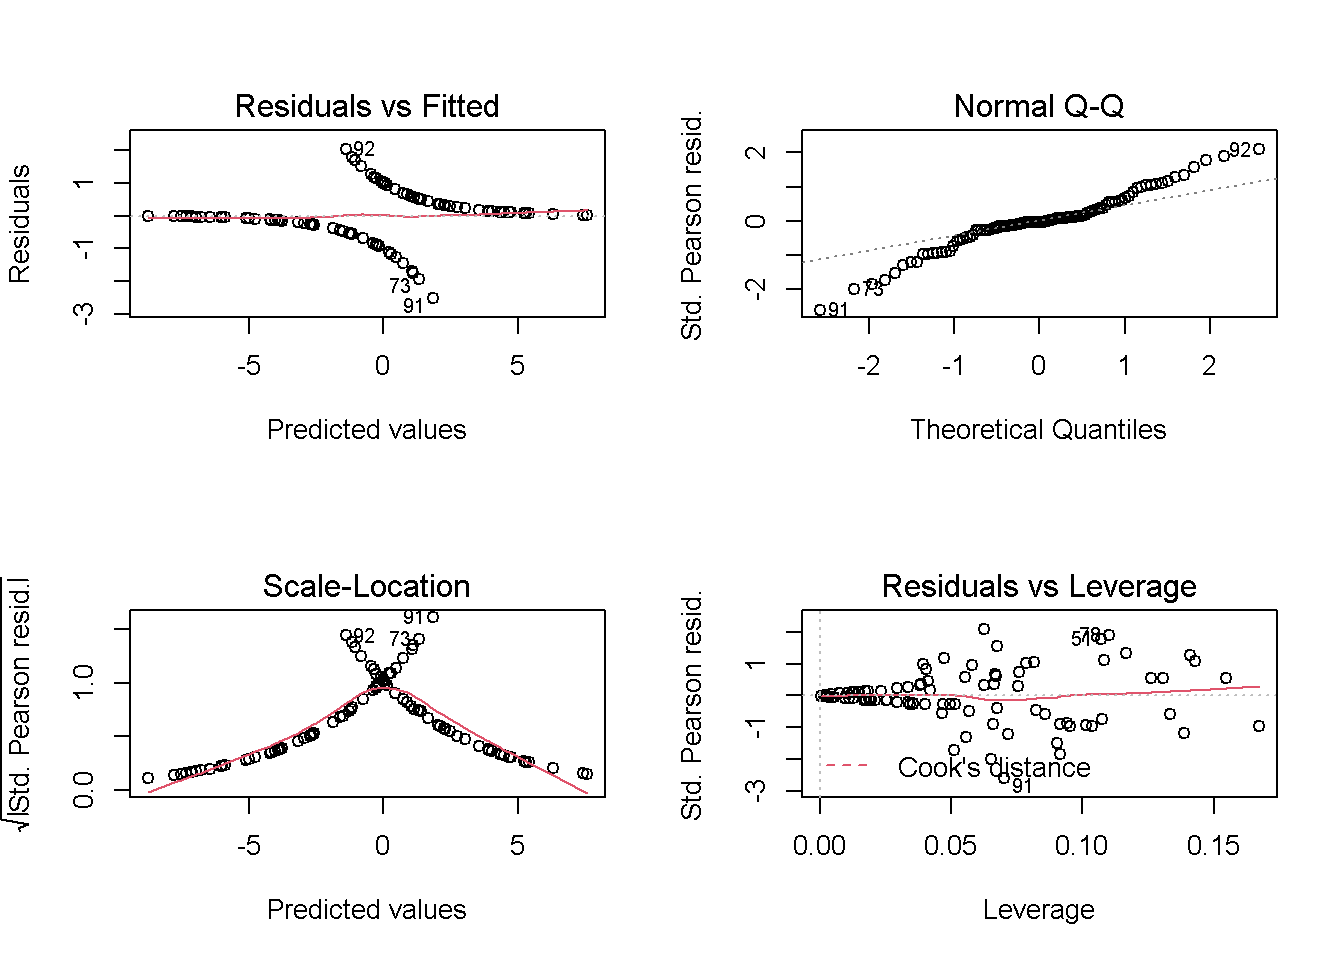 Residuals vs Fitted
Residuals
1
-1
-3
92
73
91
-5
0
5
Predicted values
Normal Q-Q
Std. Pearson resid.
2
0
-2
92
73
91
-2
-1
0
1
2
Theoretical Quantiles
Scale-Location
√|Std. Pearson resid.|
1.0
0.0
91
92
73
-5
0
5
Predicted values
Residuals vs Leverage
Std. Pearson resid.
1
-1
-3
78
51
Cook's distance
91
0.00
0.05
0.10
0.15
Leverage